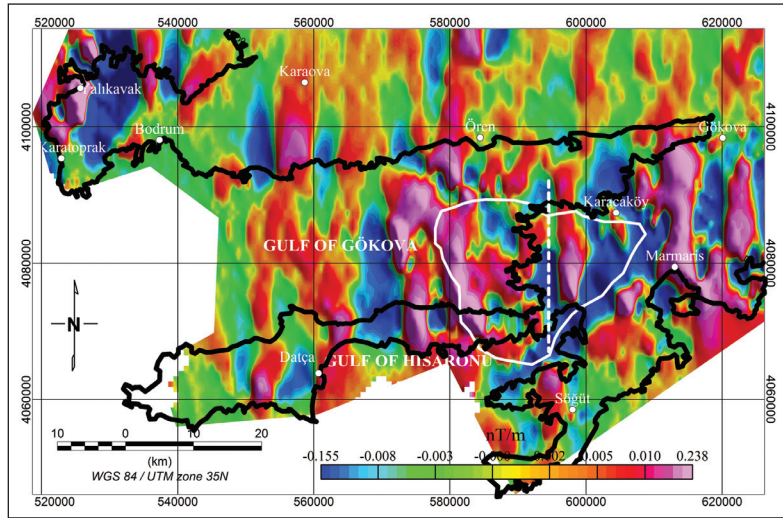 520000 540000 560000 580000 600000 620000
Karaova
Yalıkavak
4100000 Bodrum Ören Gökova 4100000
Karatoprak
Karacaköy
GULF OF GÖKOVA
Marmaris
4080000 4080000
N
Datça GULF OF HISARÖNÜ
4060000 Söğüt 4060000
10 0 10 20
(km)
WGS 84 / UTM zone 35N
nT/m
-0.155 -0.008 -0.003 0.002 0.005 0.010 0.238
520000 540000 560000 580000 600000 620000